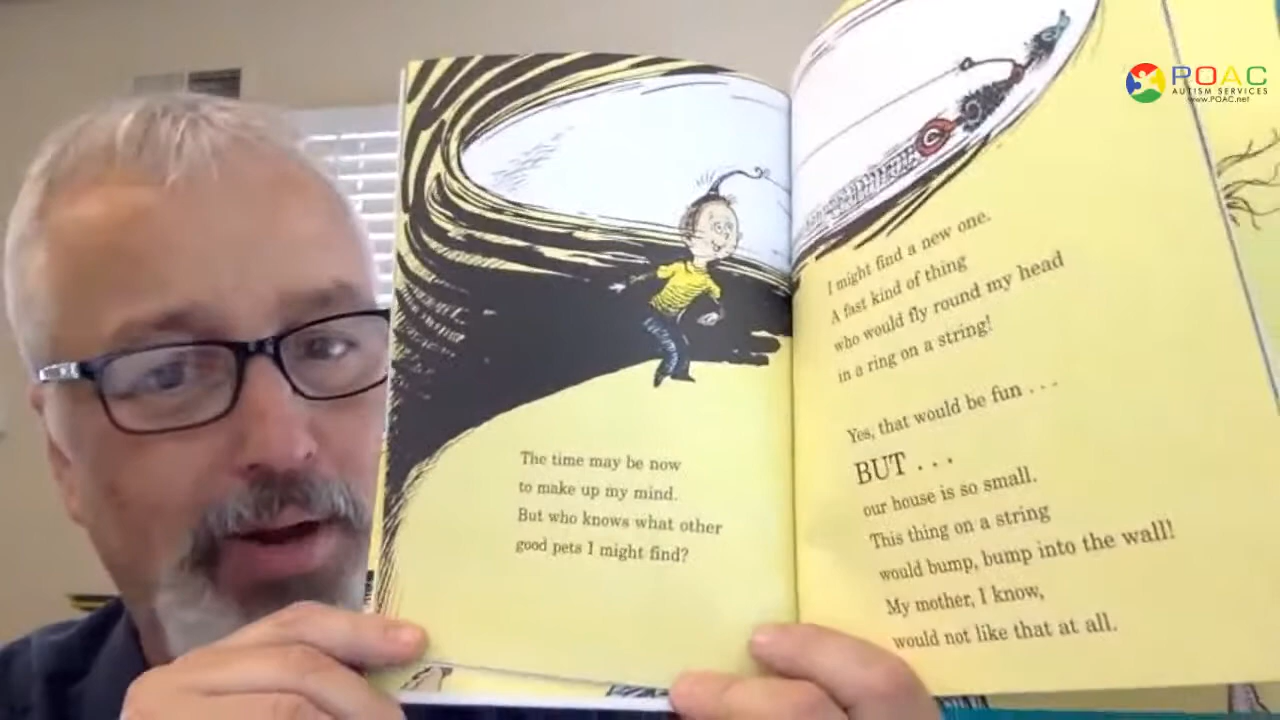 The time may be now
to make up my mind.
But who knows what other
good pets I might find?
I might find a new one.
A fast kind of thing
who would fly round my head
in a ring on a string!
Yes, that would be fun . . .
BUT . . .
our house is so small.
This thing on a string
would bump, bump into the wall!
My mother, I know,
would not like that at all.
POAC
AUTISM SERVICES
www.POAC.net